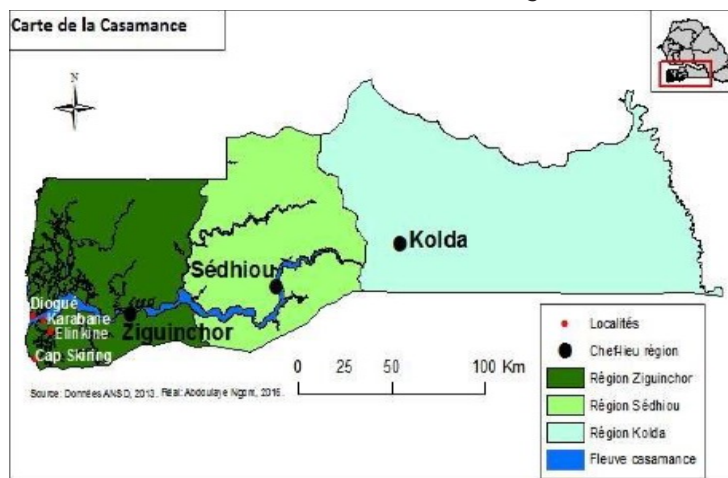 Carte de la Casamance
N
Kolda
Sédhiou
Diogué
Karabane
Elinkine
Ziguinchor
Cap Skiring
0 25 50 100 Km
Source: Données ANSD, 2013. Réal: Abdoulaye Ngom, 2016.
Localités
Chef-lieu région
Région Ziguinchor
Région Sédhiou
Région Kolda
Fleuve casamance